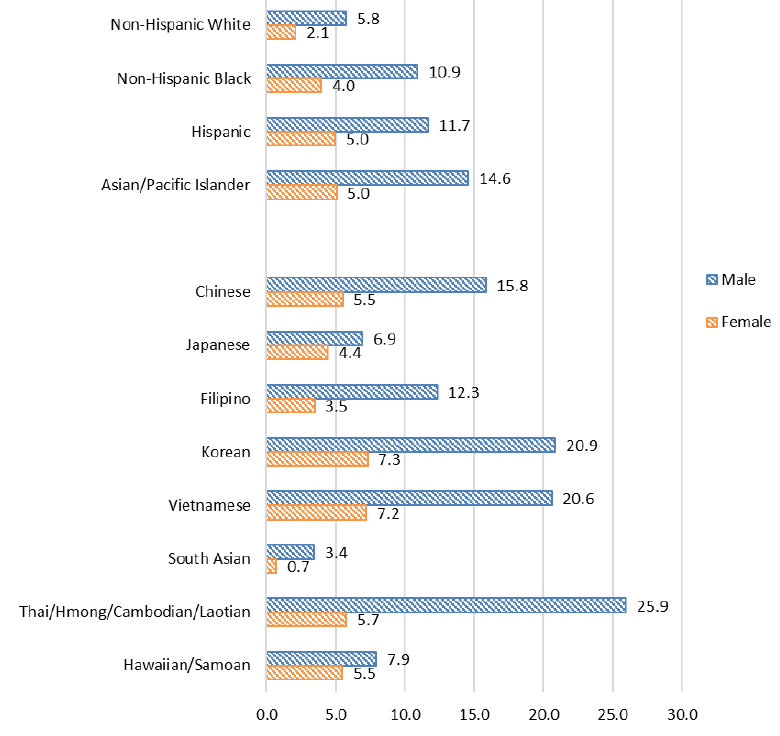 Non-Hispanic White 5.8
2.1
Non-Hispanic Black 10.9
4.0
Hispanic 11.7
5.0
Asian/Pacific Islander 14.6
5.0
Chinese 15.8
5.5
Japanese 6.9
4.4
Filipino 12.3
3.5
Korean 20.9
7.3
Vietnamese 20.6
7.2
South Asian 3.4
0.7
Thai/Hmong/Cambodian/Laotian 25.9
5.7
Hawaiian/Samoan 7.9
5.5
0.0 5.0 10.0 15.0 20.0 25.0 30.0
Male
Female